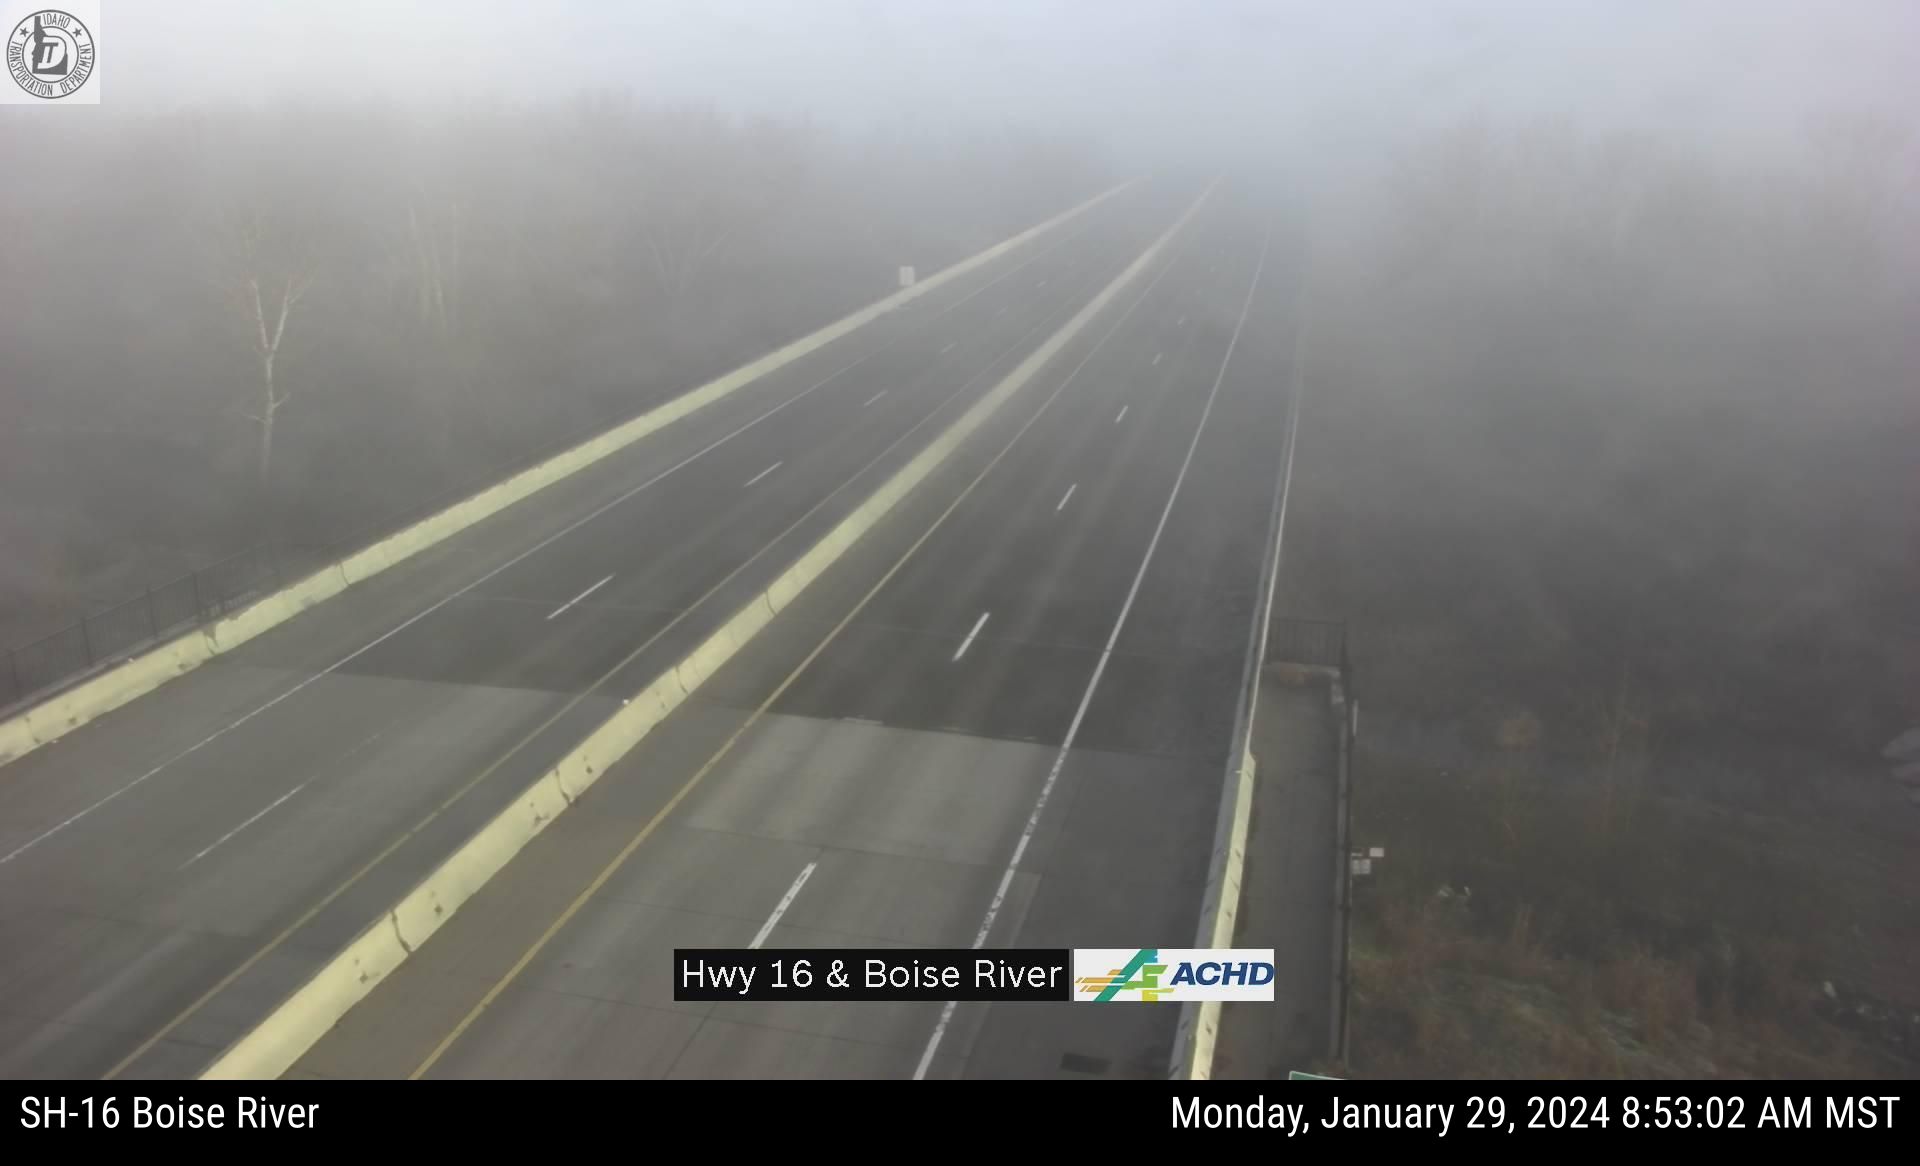 IDAHO
TRANSPORTATION DEPARTMENT
ITD
Hwy 16 & Boise River
ACHD
SH-16 Boise River
Monday, January 29, 2024 8:53:02 AM MST